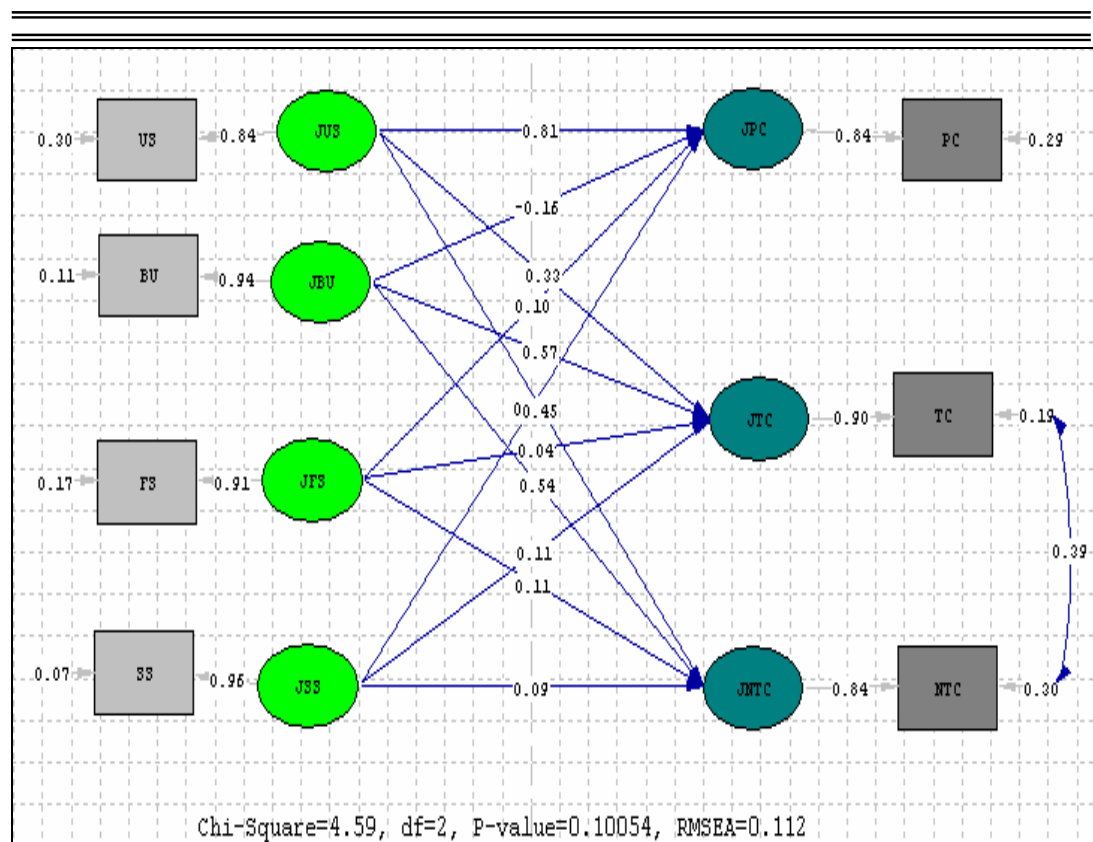 0.30 US 0.84 JUS 0.81 JPC 0.84 PC 0.29
-0.16
0.11 BU 0.94 JBU 0.33
0.10
0.57
0.45 JTC 0.90 TC 0.19
0.04
0.17 FS 0.91 JFS 0.54
0.11 0.39
0.11
0.07 SS 0.96 JSS 0.09 JNTC 0.84 NTC 0.30
Chi-Square=4.59, df=2, P-value=0.10054, RMSEA=0.112